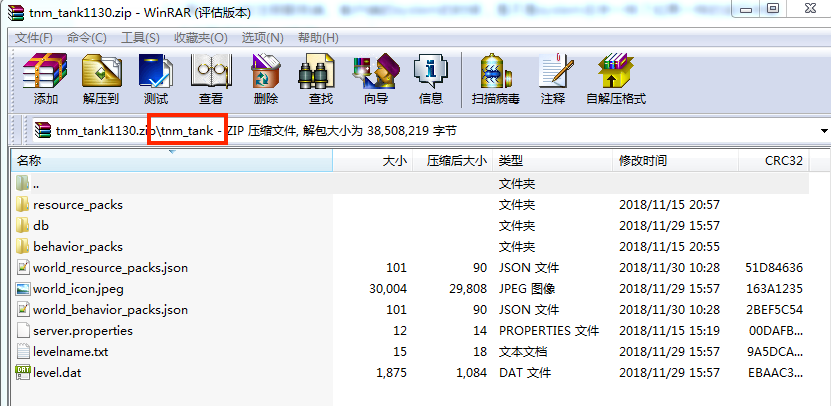 tnm_tank1130.zip - WinRAR (评估版本)
文件(F) 命令(C) 工具(S) 收藏夹(O) 选项(N) 帮助(H)
添加 解压到 测试 查看 删除 查找 向导 信息 扫描病毒 注释 自解压格式
tnm_tank1130.zip\tnm_tank - ZIP 压缩文件, 解包大小为 38,508,219 字节
名称 大小 压缩后大小 类型 修改时间 CRC32
.. 文件夹
resource_packs 文件夹 2018/11/15 20:57
db 文件夹 2018/11/29 15:57
behavior_packs 文件夹 2018/11/15 20:55
world_resource_packs.json 101 90 JSON 文件 2018/11/30 10:28 51D84636
world_icon.jpeg 30,004 29,808 JPEG 图像 2018/11/29 15:57 163A1235
world_behavior_packs.json 101 90 JSON 文件 2018/11/30 10:28 2BEF5C54
server.properties 12 14 PROPERTIES 文件 2018/11/15 15:19 00DAFB...
levelname.txt 15 18 文本文档 2018/11/29 15:57 9A5DCA...
level.dat 1,875 1,084 DAT 文件 2018/11/29 15:57 EBAAC3...